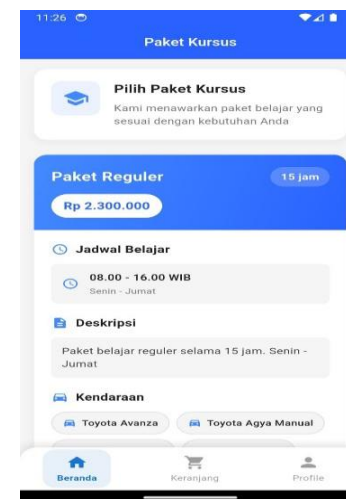 11:26
Paket Kursus
Pilih Paket Kursus
Kami menawarkan paket belajar yang
sesuai dengan kebutuhan Anda
Paket Reguler
15 jam
Rp 2.300.000
Jadwal Belajar
08.00 - 16.00 WIB
Senin - Jumat
Deskripsi
Paket belajar reguler selama 15 jam. Senin -
Jumat
Kendaraan
Toyota Avanza
Toyota Agya Manual
Beranda
Keranjang
Profile